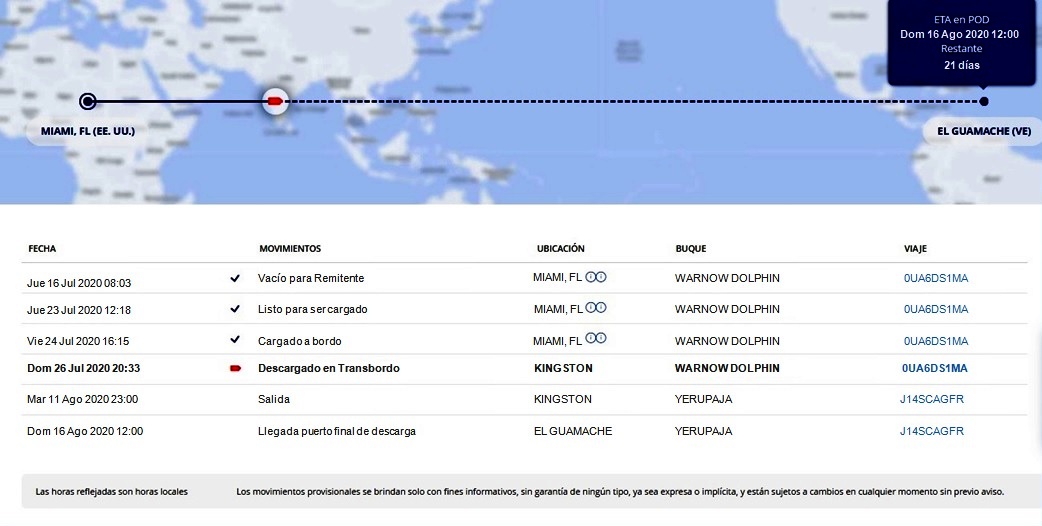 ETA en POD
Dom 16 Ago 2020 12:00
Restante
21 días
MIAMI, FL (EE. UU.)
EL GUAMACHE (VE)
FECHA MOVIMIENTOS UBICACIÓN BUQUE VIAJE
Jue 16 Jul 2020 08:03 Vacío para Remitente MIAMI, FL WARNOW DOLPHIN 0UA6DS1MA
Jue 23 Jul 2020 12:18 Listo para ser cargado MIAMI, FL WARNOW DOLPHIN 0UA6DS1MA
Vie 24 Jul 2020 16:15 Cargado a bordo MIAMI, FL WARNOW DOLPHIN 0UA6DS1MA
Dom 26 Jul 2020 20:33 Descargado en Transbordo KINGSTON WARNOW DOLPHIN 0UA6DS1MA
Mar 11 Ago 2020 23:00 Salida KINGSTON YERUPAJA J14SCAGFR
Dom 16 Ago 2020 12:00 Llegada puerto final de descarga EL GUAMACHE YERUPAJA J14SCAGFR
Las horas reflejadas son horas locales Los movimientos provisionales se brindan solo con fines informativos, sin garantía de ningún tipo, ya sea expresa o implícita, y están sujetos a cambios en cualquier momento sin previo aviso.